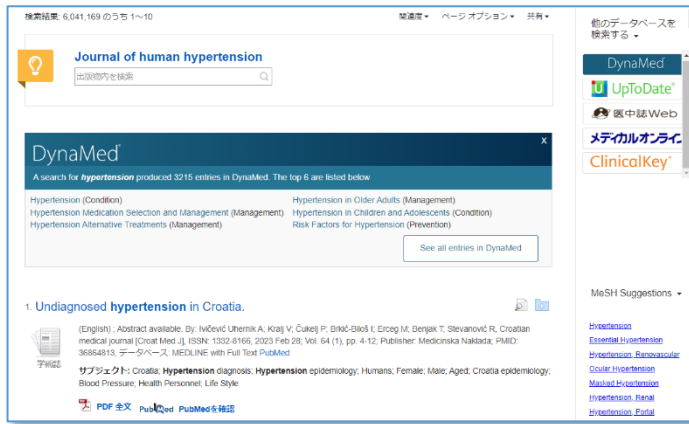 検索結果: 6,041,169 のうち 1～10
関連度 ページ オプション 共有
Journal of human hypertension
出版物内を検索
DynaMed
X
A search for hypertension produced 3215 entries in DynaMed. The top 6 are listed below
Hypertension (Condition)
Hypertension Medication Selection and Management (Management)
Hypertension Alternative Treatments (Management)
Hypertension in Older Adults (Management)
Hypertension in Children and Adolescents (Condition)
Risk Factors for Hypertension (Prevention)
See all entries in DynaMed
1. Undiagnosed hypertension in Croatia.
学術誌
(English) ; Abstract available. By: Ivičević Uhernik A; Kralj V; Čukelj P; Brkić-Biloš I; Erceg M; Benjak T; Stevanović R, Croatian
medical journal [Croat Med J], ISSN: 1332-8166, 2023 Feb 28; Vol. 64 (1), pp. 4-12; Publisher: Medicinska Naklada; PMID:
36864813, データベース: MEDLINE with Full Text PubMed
サブジェクト: Croatia; Hypertension diagnosis; Hypertension epidemiology; Humans; Female; Male; Aged; Croatia epidemiology;
Blood Pressure; Health Personnel; Life Style
PDF 全文 PubMed PubMedを確認
他のデータベースを
検索する
DynaMed
UpToDate
医中誌Web
メディカルオンライン
ClinicalKey
MeSH Suggestions
Hypertension
Essential Hypertension
Hypertension, Renovascular
Ocular Hypertension
Masked Hypertension
Hypertension, Renal
Hypertension, Portal